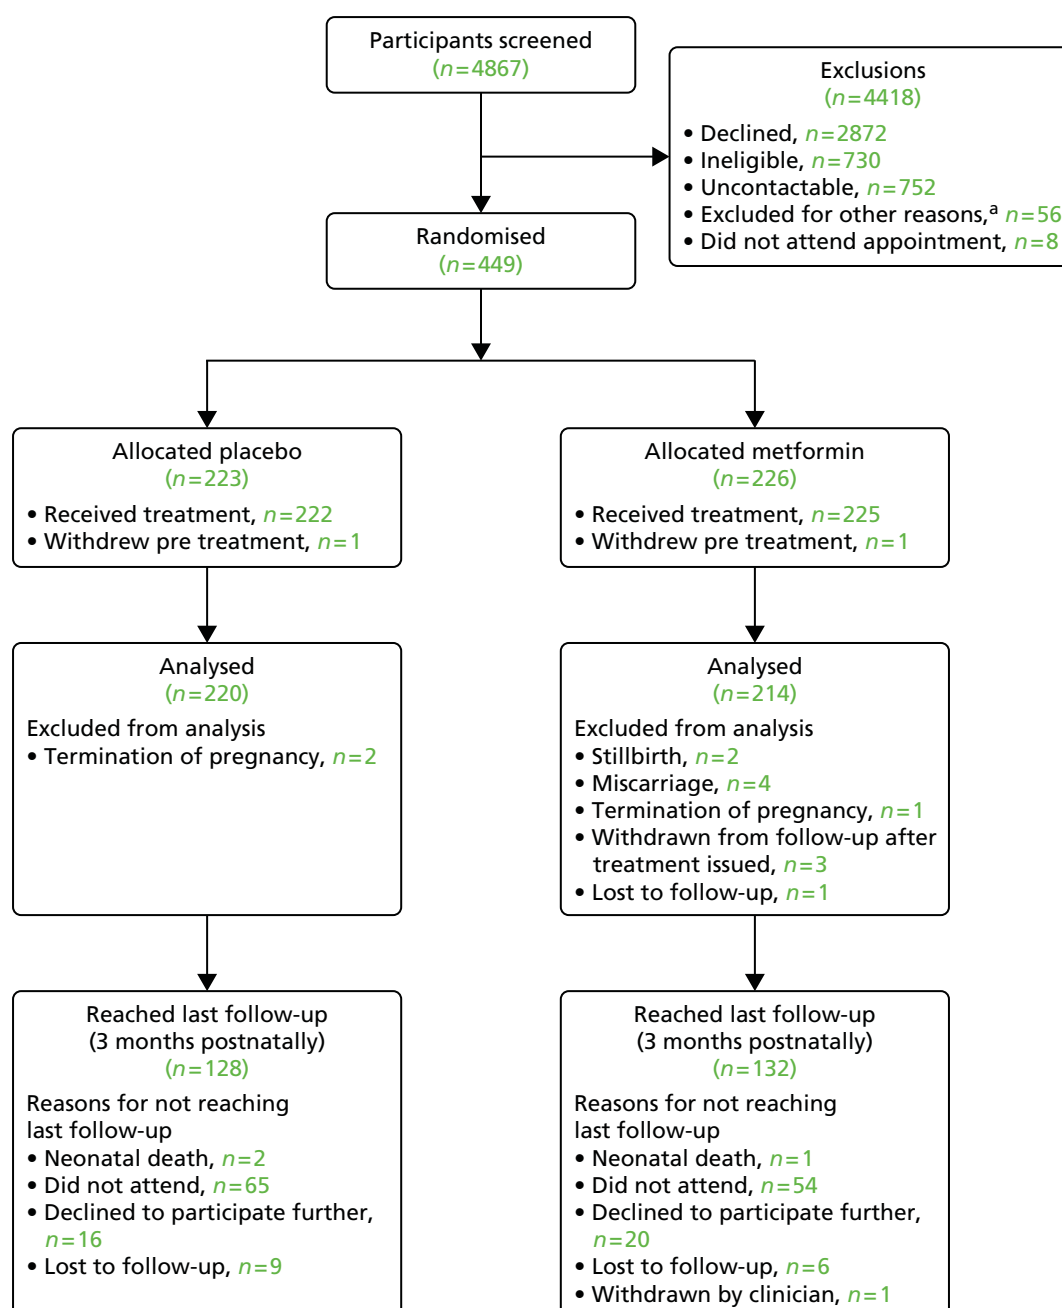 Participants screened
(n=4867)
Exclusions
(n=4418)
• Declined, n=2872
• Ineligible, n=730
• Uncontactable, n=752
• Excluded for other reasons,a n=56
• Did not attend appointment, n=8
Randomised
(n=449)
Allocated placebo
(n=223)
• Received treatment, n=222
• Withdrew pre treatment, n=1
Allocated metformin
(n=226)
• Received treatment, n=225
• Withdrew pre treatment, n=1
Analysed
(n=220)
Excluded from analysis
• Termination of pregnancy, n=2
Analysed
(n=214)
Excluded from analysis
• Stillbirth, n=2
• Miscarriage, n=4
• Termination of pregnancy, n=1
• Withdrawn from follow-up after
treatment issued, n=3
• Lost to follow-up, n=1
Reached last follow-up
(3 months postnatally)
(n=128)
Reasons for not reaching
last follow-up
• Neonatal death, n=2
• Did not attend, n=65
• Declined to participate further,
n=16
• Lost to follow-up, n=9
Reached last follow-up
(3 months postnatally)
(n=132)
Reasons for not reaching
last follow-up
• Neonatal death, n=1
• Did not attend, n=54
• Declined to participate further,
n=20
• Lost to follow-up, n=6
• Withdrawn by clinician, n=1